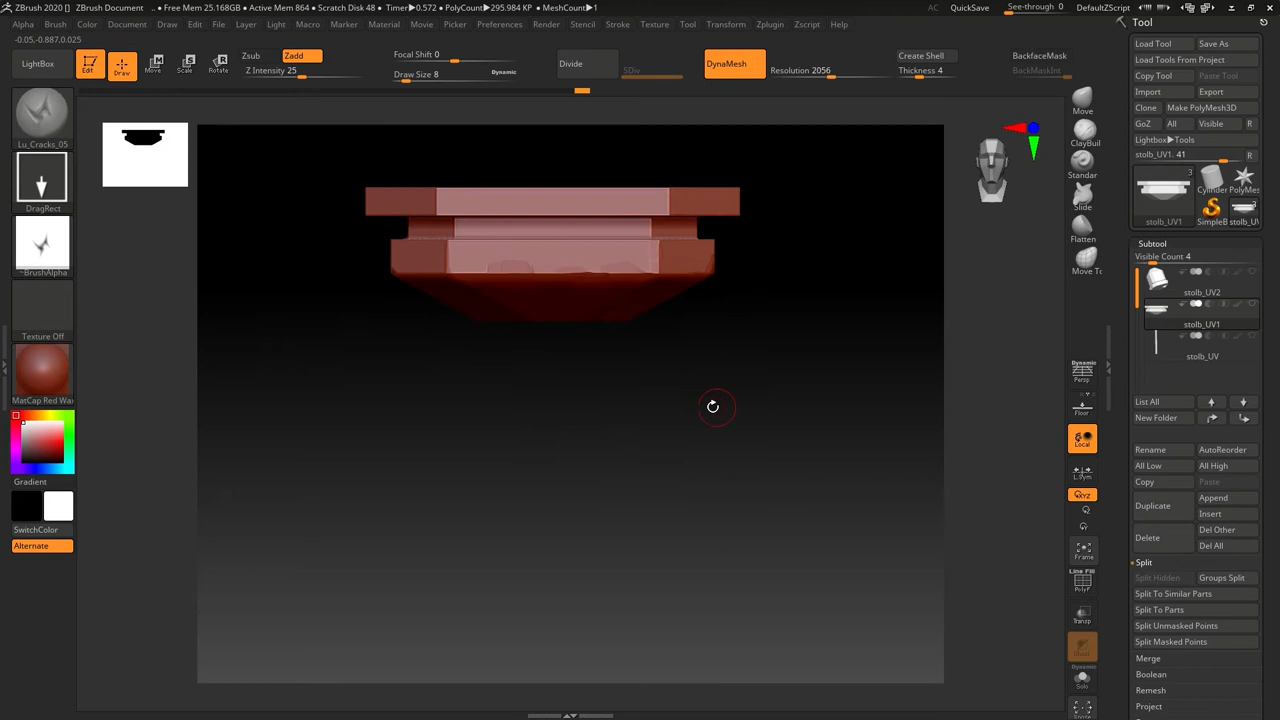 ZBrush 2020 [] ZBrush Document .. • Free Mem 25.168GB • Active Mem 864 • Scratch Disk 48 • Timer▶0.572 • PolyCount▶295.984 KP • MeshCount▶1 AC QuickSave See-through 0 DefaultZScript
Alpha Brush Color Document Draw Edit File Layer Light Macro Marker Material Movie Picker Preferences Render Stencil Stroke Texture Tool Transform Zplugin Zscript Help
-0.05,-0.887,0.025
LightBox
Edit
Draw
Move
Scale
Rotate
Zsub Zadd
Z Intensity 25
Focal Shift 0
Draw Size 8 Dynamic
Divide
SDiv
DynaMesh
Resolution 2056
Create Shell
Thickness 4
BackfaceMask
BackMaskInt
Lu_Cracks_05
DragRect
~BrushAlpha
Texture Off
MatCap Red Wa
Gradient
SwitchColor
Alternate
Move
ClayBuil
Standar
Slide
Flatten
Move To
Dynamic
Persp
Floor
Local
L.Sym
XYZ
Frame
Line Fill
PolyF
Transp
Ghost
Dynamic
Solo
Tool
Load Tool Save As
Load Tools From Project
Copy Tool Paste Tool
Import Export
Clone Make PolyMesh3D
GoZ All Visible R
Lightbox▶Tools
stolb_UV1. 41 R
3
Cylinder PolyMes
3
stolb_UV1 SimpleB stolb_UV
Subtool
Visible Count 4
stolb_UV2
stolb_UV1
stolb_UV
List All
New Folder
Rename AutoReorder
All Low All High
Copy Paste
Duplicate Append
Insert
Delete Del Other
Del All
Split
Split Hidden Groups Split
Split To Similar Parts
Split To Parts
Split Unmasked Points
Split Masked Points
Merge
Boolean
Remesh
Project